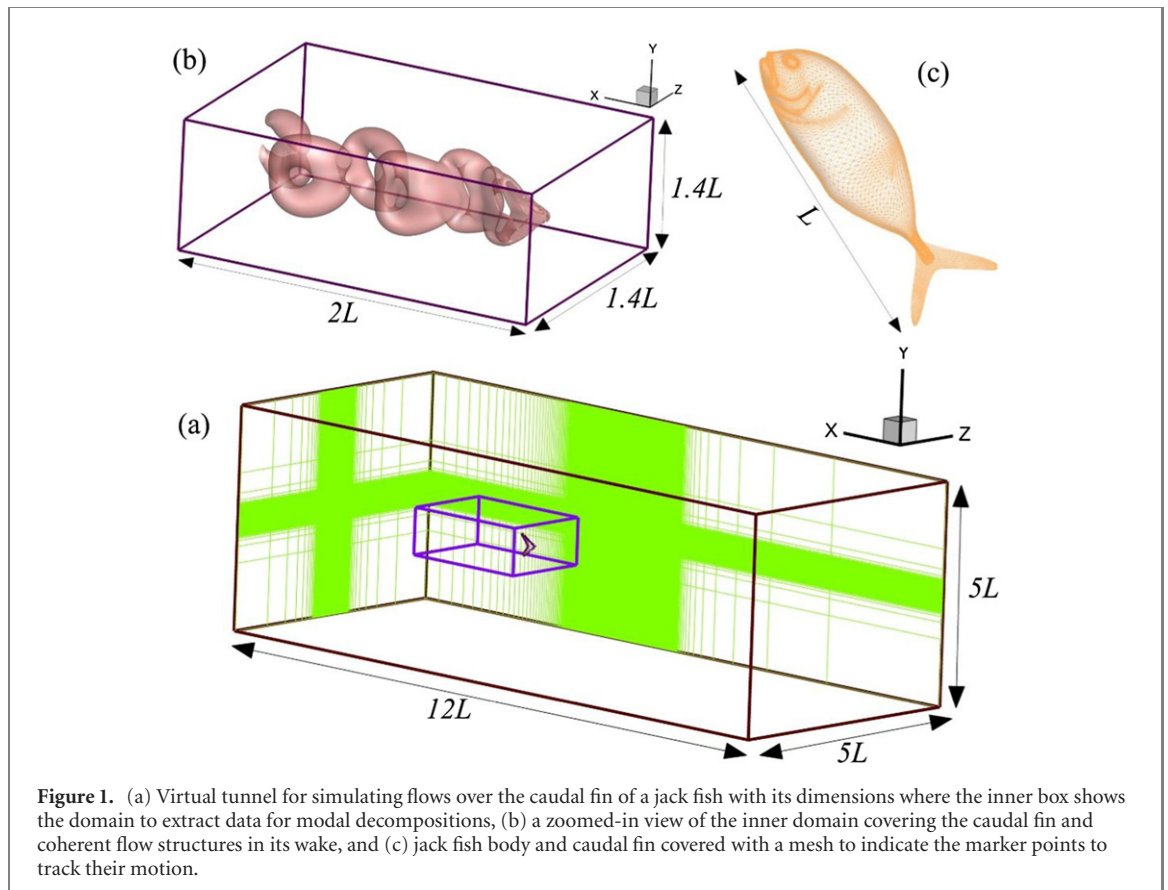 (b)
Y
X
Z
1.4L
1.4L
2L
(c)
L
(a)
Y
X
Z
5L
12L
5L
Figure 1. (a) Virtual tunnel for simulating flows over the caudal fin of a jack fish with its dimensions where the inner box shows
the domain to extract data for modal decompositions, (b) a zoomed-in view of the inner domain covering the caudal fin and
coherent flow structures in its wake, and (c) jack fish body and caudal fin covered with a mesh to indicate the marker points to
track their motion.